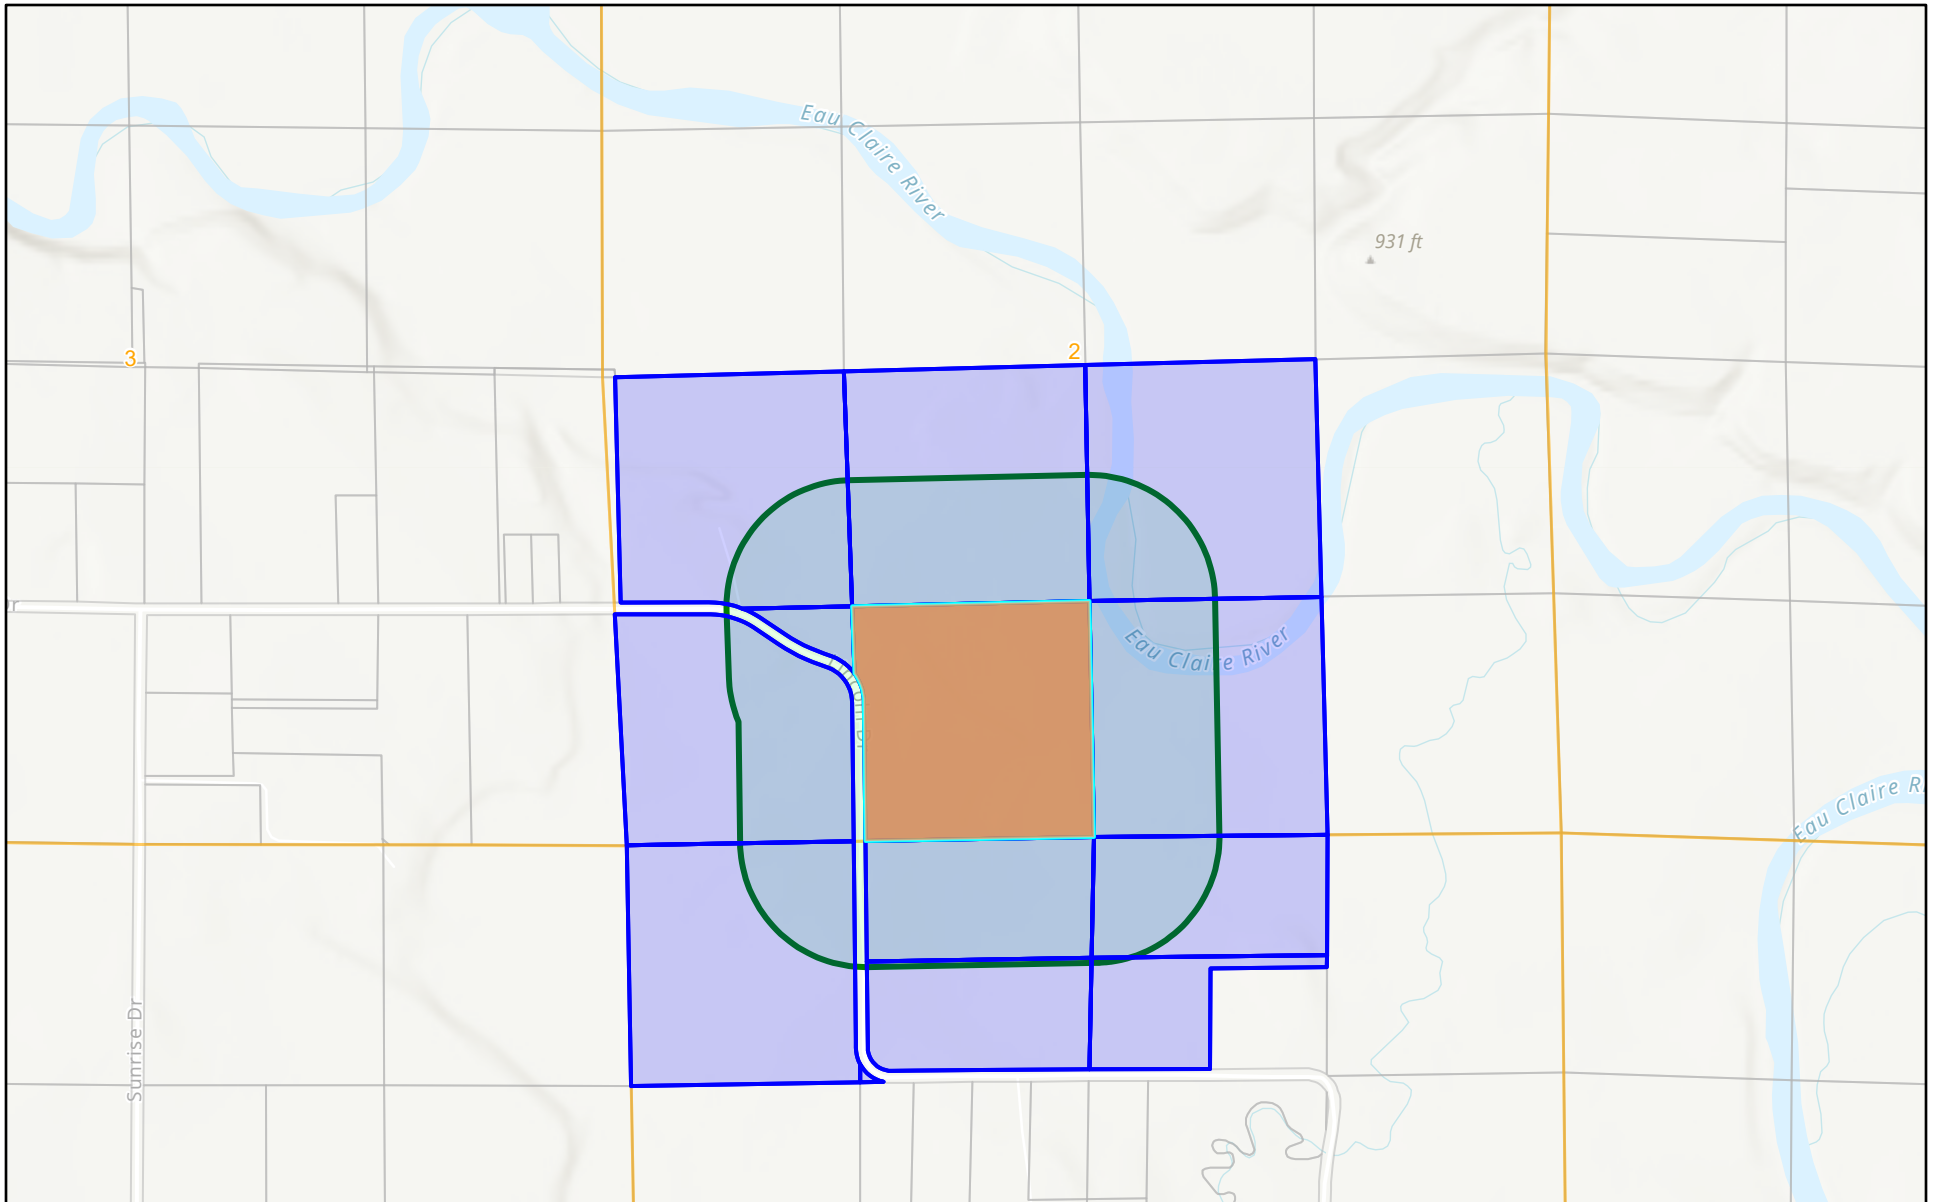 Eau Claire River
931 ft
3
2
Eau Claire River
Eau Claire R
Sunrise Dr